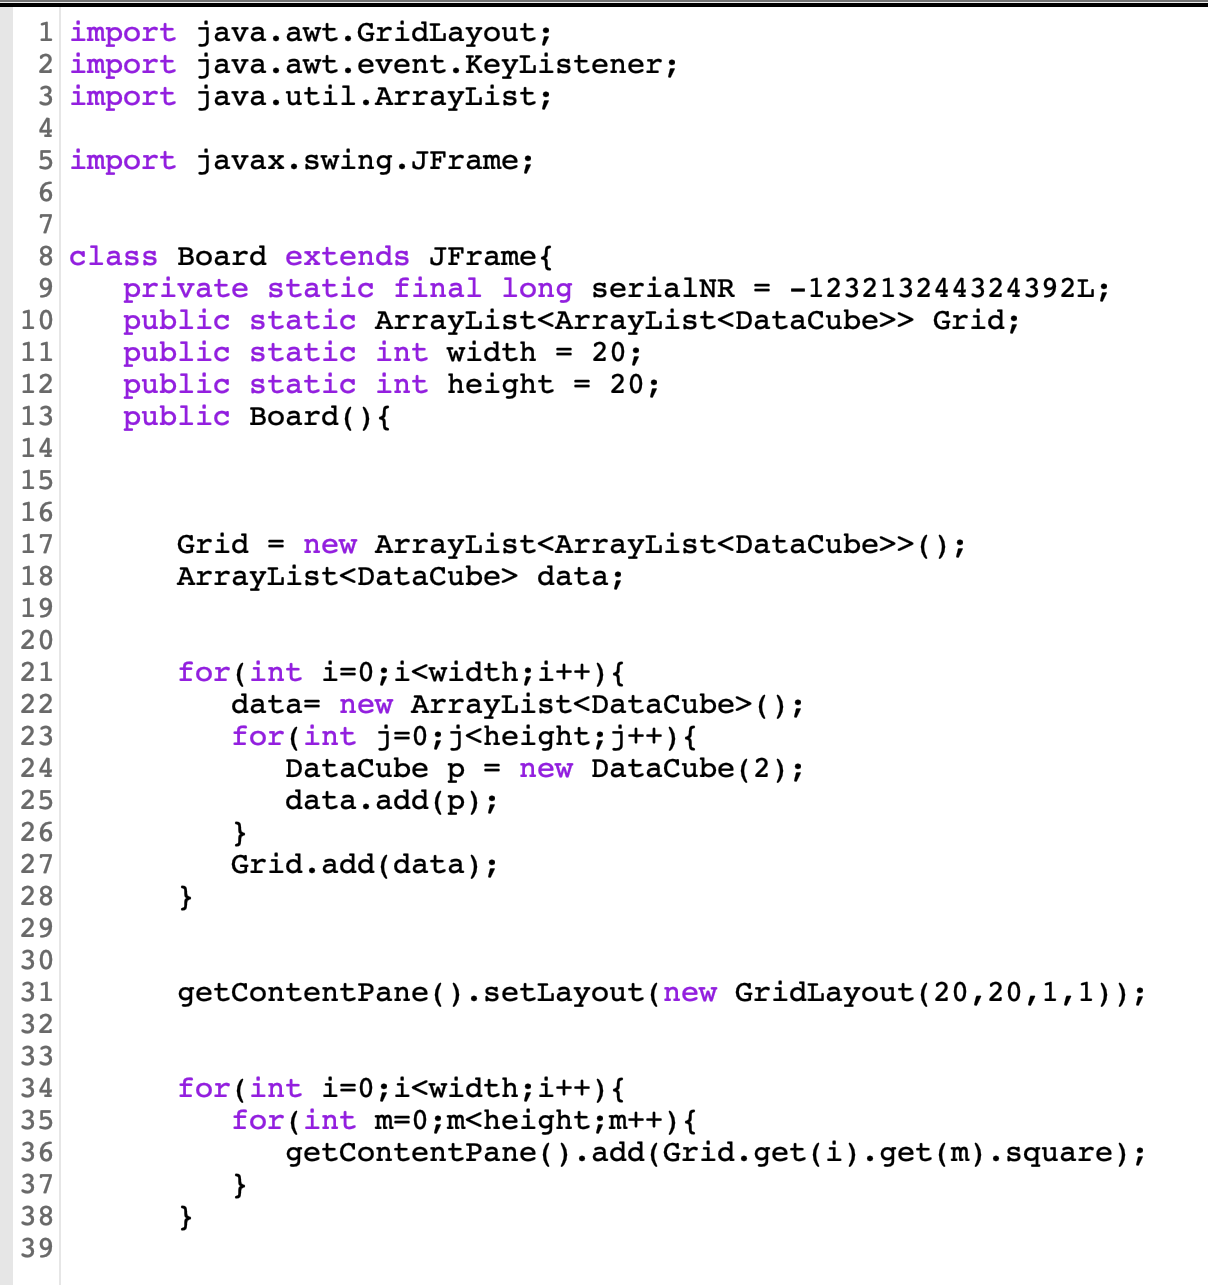 1 import java.awt.GridLayout;
2 import java.awt.event.KeyListener;
3 import java.util.ArrayList;
4
5 import javax.swing.JFrame;
6
7
8 class Board extends JFrame{
9    private static final long serialNR = -123213244324392L;
10    public static ArrayList<ArrayList<DataCube>> Grid;
11    public static int width = 20;
12    public static int height = 20;
13    public Board(){
14
15
16
17       Grid = new ArrayList<ArrayList<DataCube>>();
18       ArrayList<DataCube> data;
19
20
21       for(int i=0;i<width;i++){
22          data= new ArrayList<DataCube>();
23          for(int j=0;j<height;j++){
24             DataCube p = new DataCube(2);
25             data.add(p);
26          }
27          Grid.add(data);
28       }
29
30
31       getContentPane().setLayout(new GridLayout(20,20,1,1));
32
33
34       for(int i=0;i<width;i++){
35          for(int m=0;m<height;m++){
36             getContentPane().add(Grid.get(i).get(m).square);
37          }
38       }
39